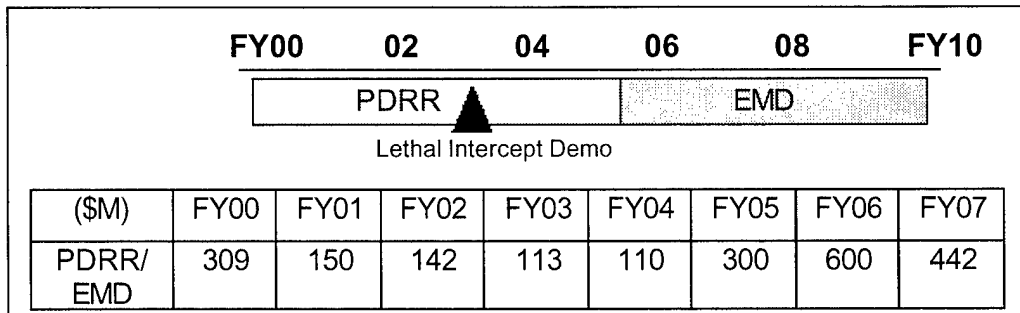 FY00 02 04 06 08 FY10
PDRR EMD
Lethal Intercept Demo
($M) FY00 FY01 FY02 FY03 FY04 FY05 FY06 FY07
PDRR/ 309 150 142 113 110 300 600 442
EMD